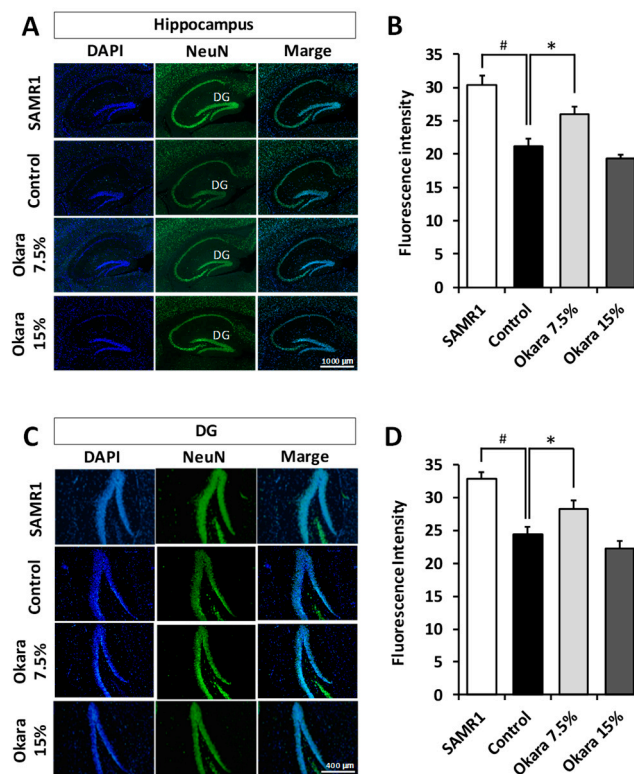 A
Hippocampus
DAPI NeuN Marge
SAMR1
DG
Control
DG
Okara
7.5%
DG
Okara
15%
DG
1000 µm
B
Fluorescence intensity
35
30
25
20
15
10
5
0
# *
SAMR1
Control
Okara 7.5%
Okara 15%
C
DG
DAPI NeuN Marge
SAMR1
Control
Okara
7.5%
Okara
15%
400 µm
D
Fluorescence Intensity
35
30
25
20
15
10
5
0
# *
SAMR1
Control
Okara 7.5%
Okara 15%